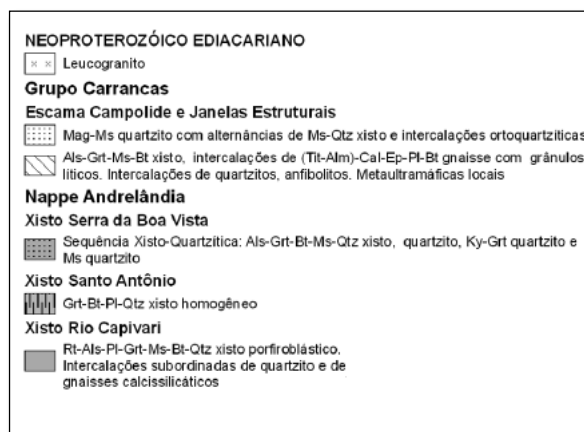 NEOPROTEROZÓICO EDIACARIANO
Leucogranito
Grupo Carrancas
Escama Campolide e Janelas Estruturais
Mag-Ms quartzito com alternâncias de Ms-Qtz xisto e intercalações ortoquartzíticas
Als-Grt-Ms-Bt xisto, intercalações de (Tit-Alm)-Cal-Ep-Pl-Bt gnaisse com grânulos
líticos. Intercalações de quartzitos, anfibolitos. Metaultramáficas locais
Nappe Andrelândia
Xisto Serra da Boa Vista
Sequência Xisto-Quartzítica: Als-Grt-Bt-Ms-Qtz xisto, quartzito, Ky-Grt quartzito e
Ms quartzito
Xisto Santo Antônio
Grt-Bt-Pl-Qtz xisto homogêneo
Xisto Rio Capivari
Rt-Als-Pl-Grt-Ms-Bt-Qtz xisto porfiroblástico.
Intercalações subordinadas de quartzito e de
gnaisses calcissilicáticos